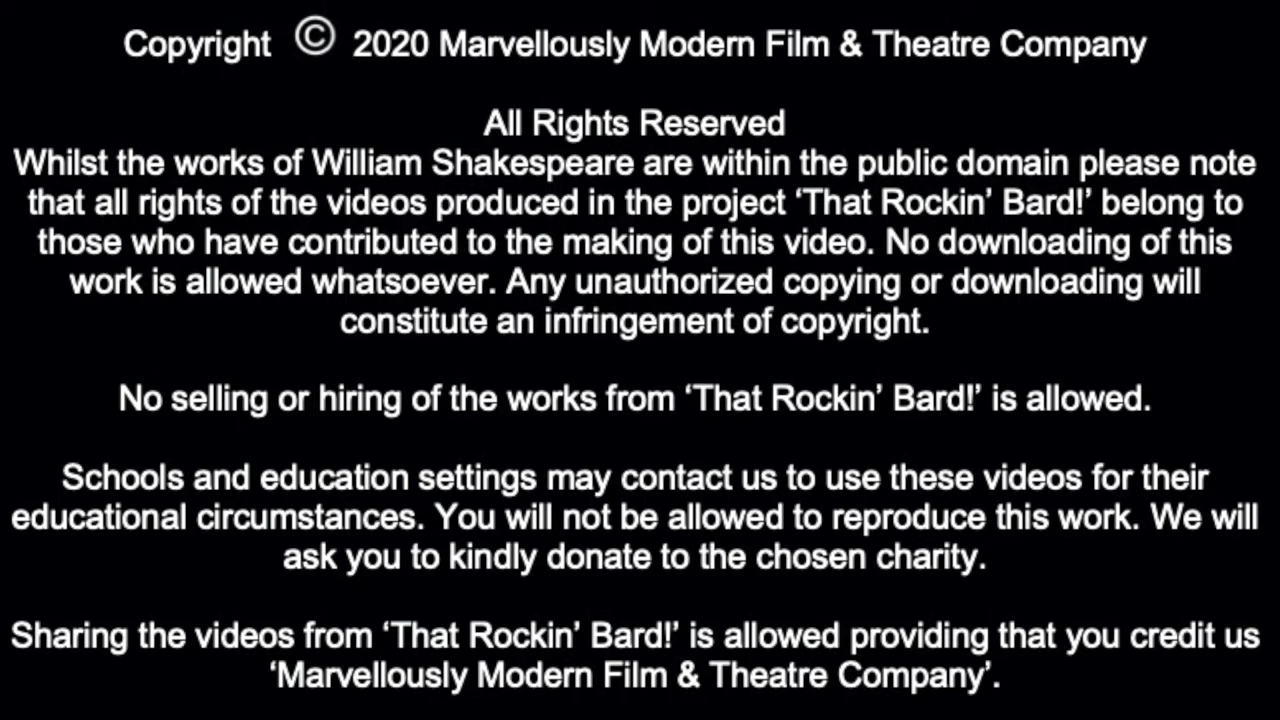 Copyright © 2020 Marvellously Modern Film & Theatre Company
All Rights Reserved
Whilst the works of William Shakespeare are within the public domain please note
that all rights of the videos produced in the project ‘That Rockin’ Bard!’ belong to
those who have contributed to the making of this video. No downloading of this
work is allowed whatsoever. Any unauthorized copying or downloading will
constitute an infringement of copyright.
No selling or hiring of the works from ‘That Rockin’ Bard!’ is allowed.
Schools and education settings may contact us to use these videos for their
educational circumstances. You will not be allowed to reproduce this work. We will
ask you to kindly donate to the chosen charity.
Sharing the videos from ‘That Rockin’ Bard!’ is allowed providing that you credit us
‘Marvellously Modern Film & Theatre Company’.